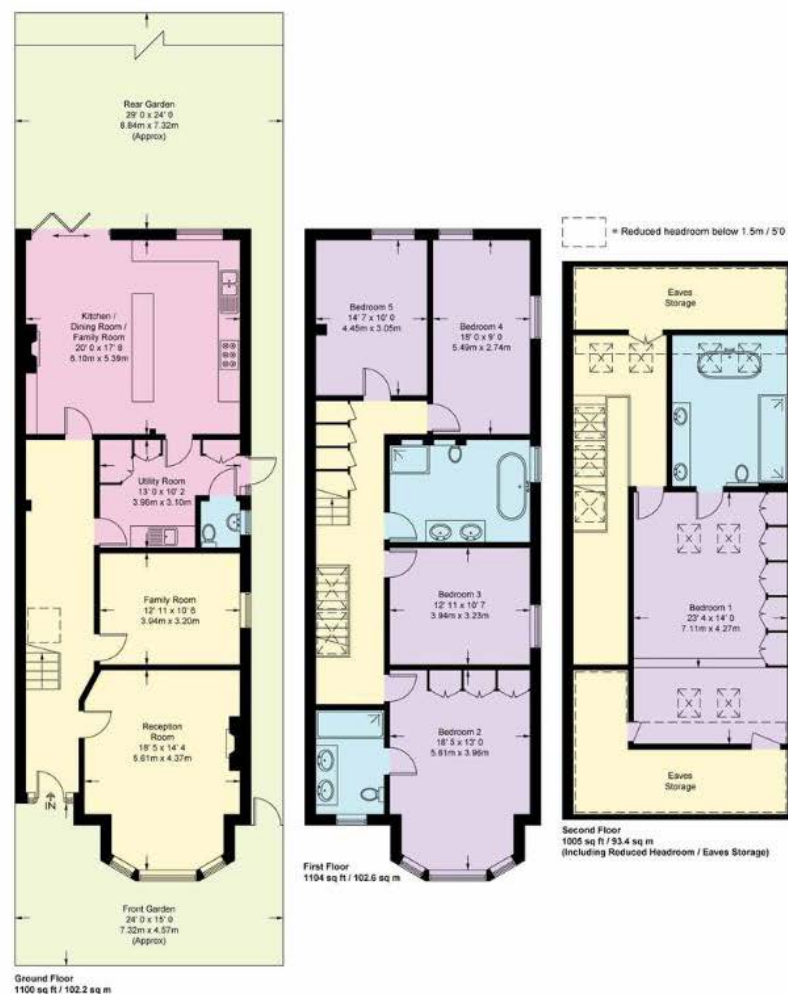 Rear Garden
29' 0 x 24' 0
8.84m x 7.32m
(Approx)
= Reduced headroom below 1.5m / 5'0
Kitchen /
Dining Room /
Family Room
20' 0 x 17' 8
6.10m x 5.39m
Utility Room
13' 0 x 10' 2
3.96m x 3.10m
Family Room
12' 11 x 10' 6
3.94m x 3.20m
Reception
Room
18' 5 x 14' 4
5.61m x 4.37m
IN
Front Garden
24' 0 x 15' 0
7.32m x 4.57m
(Approx)
Ground Floor
1100 sq ft / 102.2 sq m
Bedroom 5
14' 7 x 10' 0
4.45m x 3.05m
Bedroom 4
18' 0 x 9' 0
5.49m x 2.74m
Bedroom 3
12' 11 x 10' 7
3.94m x 3.23m
Bedroom 2
18' 5 x 13' 0
5.61m x 3.96m
First Floor
1104 sq ft / 102.6 sq m
Eaves
Storage
Bedroom 1
23' 4 x 14' 0
7.11m x 4.27m
Eaves
Storage
Second Floor
1005 sq ft / 93.4 sq m
(Including Reduced Headroom / Eaves Storage)